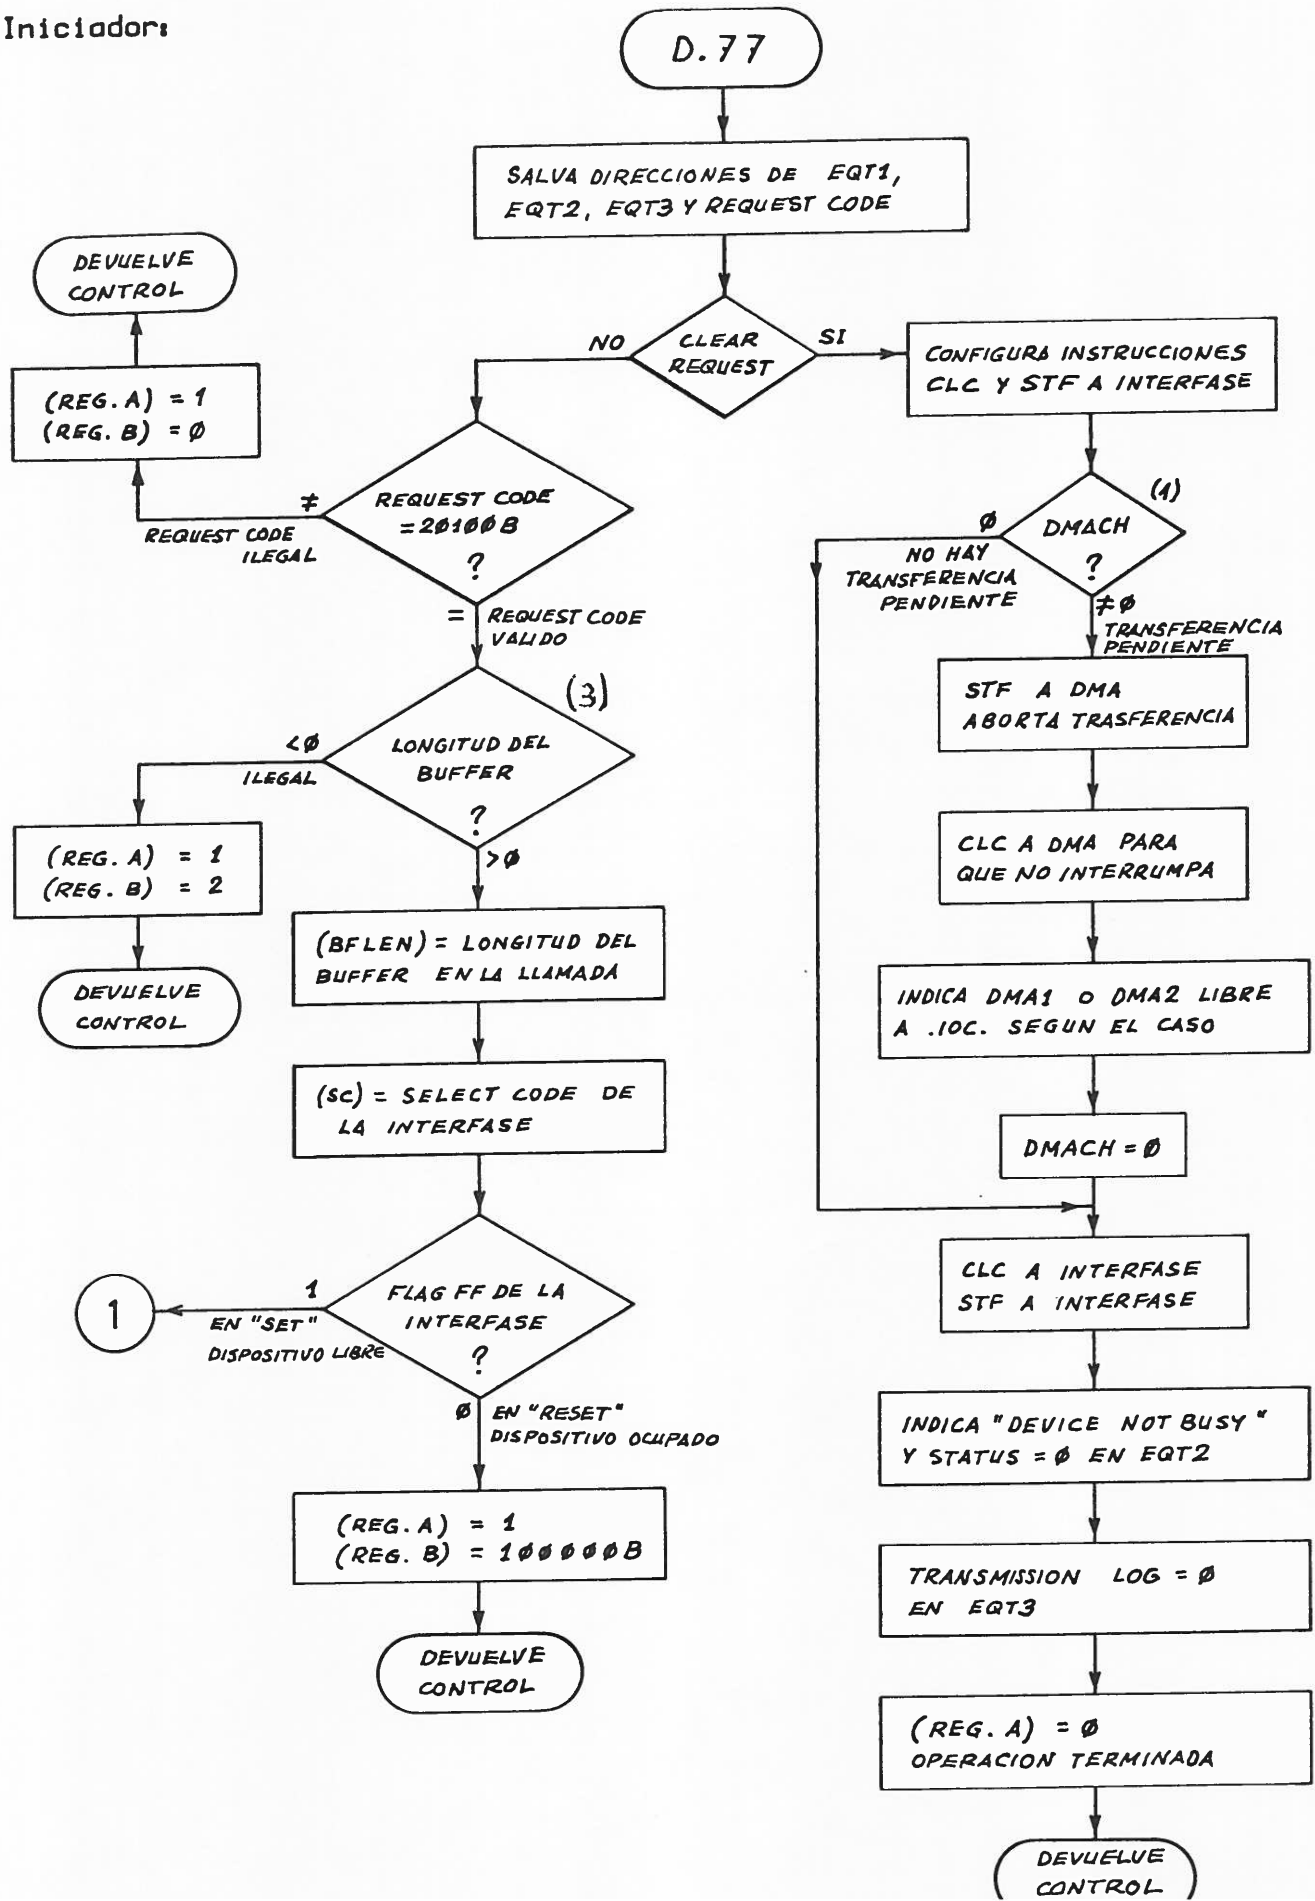 Iniciador:
D.77
SALVA DIRECCIONES DE EQT1,
EQT2, EQT3 Y REQUEST CODE
CLEAR
REQUEST
NO
SI
DEVUELVE
CONTROL
(REG. A) = 1
(REG. B) = Ø
REQUEST CODE
= 2Ø1ØØB
?
≠
REQUEST CODE
ILEGAL
= REQUEST CODE
VALIDO
(3)
LONGITUD DEL
BUFFER
?
<Ø
ILEGAL
>Ø
(REG. A) = 1
(REG. B) = 2
DEVUELVE
CONTROL
(BFLEN) = LONGITUD DEL
BUFFER EN LA LLAMADA
(SC) = SELECT CODE DE
LA INTERFASE
FLAG FF DE LA
INTERFASE
?
1
EN "SET"
DISPOSITIVO LIBRE
1
Ø EN "RESET"
DISPOSITIVO OCUPADO
(REG. A) = 1
(REG. B) = 1ØØØØØB
DEVUELVE
CONTROL
CONFIGURA INSTRUCCIONES
CLC Y STF A INTERFASE
(1)
DMACH
?
Ø
NO HAY
TRANSFERENCIA
PENDIENTE
≠Ø
TRANSFERENCIA
PENDIENTE
STF A DMA
ABORTA TRASFERENCIA
CLC A DMA PARA
QUE NO INTERRUMPA
INDICA DMA1 O DMA2 LIBRE
A .IOC. SEGUN EL CASO
DMACH = Ø
CLC A INTERFASE
STF A INTERFASE
INDICA "DEVICE NOT BUSY"
Y STATUS = Ø EN EQT2
TRANSMISSION LOG = Ø
EN EQT3
(REG. A) = Ø
OPERACION TERMINADA
DEVUELVE
CONTROL